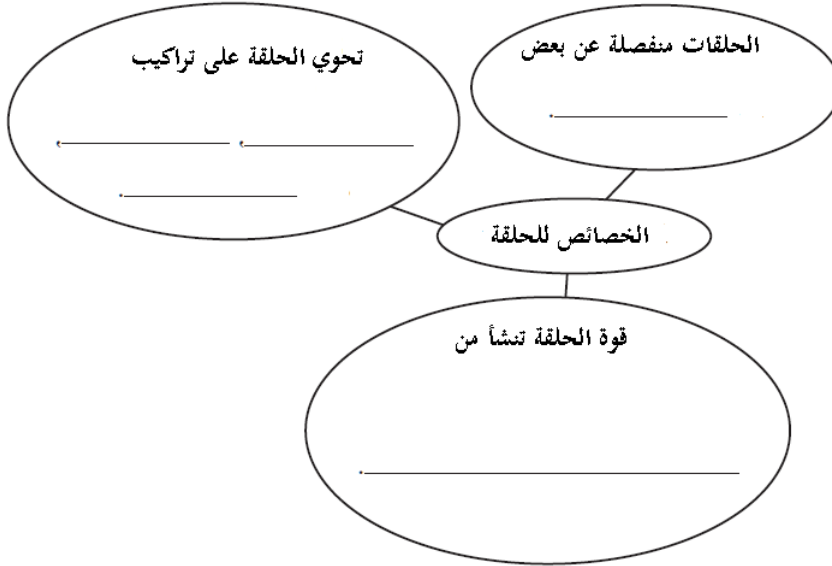 الحلقات منفصلة عن بعض
تحوي الحلقة على تراكيب
الخصائص للحلقة
قوة الحلقة تنشأ من